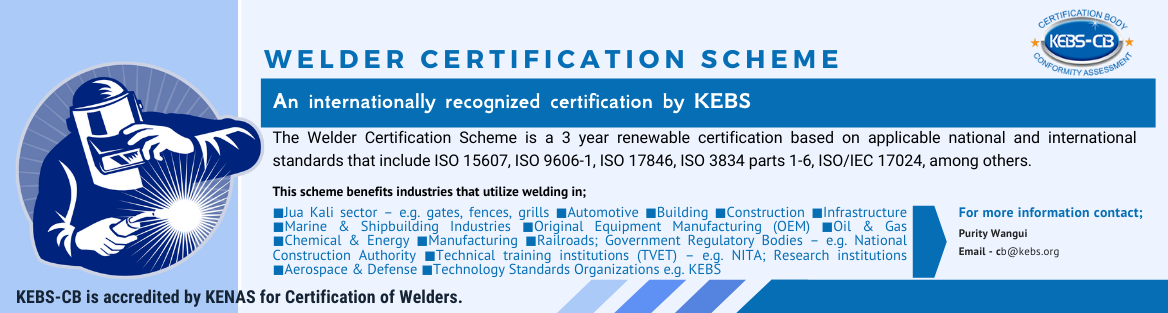 CERTIFICATION BODY
KEBS-CB
CONFORMITY ASSESSMENT
WELDER CERTIFICATION SCHEME
An internationally recognized certification by KEBS
The Welder Certification Scheme is a 3 year renewable certification based on applicable national and international
standards that include ISO 15607, ISO 9606-1, ISO 17846, ISO 3834 parts 1-6, ISO/IEC 17024, among others.
This scheme benefits industries that utilize welding in;
■Jua Kali sector – e.g. gates, fences, grills ■Automotive ■Building ■Construction ■Infrastructure
■Marine & Shipbuilding Industries ■Original Equipment Manufacturing (OEM) ■Oil & Gas
■Chemical & Energy ■Manufacturing ■Railroads; Government Regulatory Bodies – e.g. National
Construction Authority ■Technical training institutions (TVET) – e.g. NITA; Research institutions
■Aerospace & Defense ■Technology Standards Organizations e.g. KEBS
For more information contact;
Purity Wangui
Email - cb@kebs.org
KEBS-CB is accredited by KENAS for Certification of Welders.